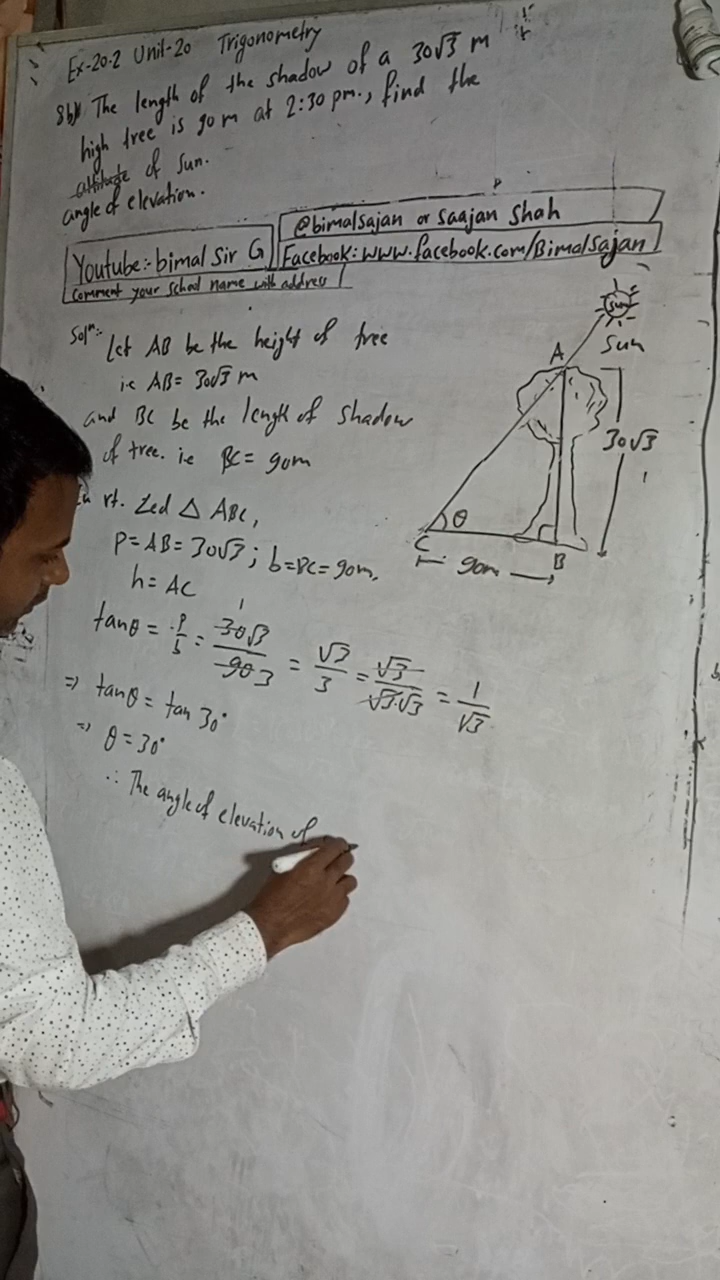 Ex-20.2 Unit-20 Trigonometry
8b) The length of the shadow of a 30√3 m
high tree is 90 m at 2:30 pm., find the
altitude of sun.
angle of elevation.
@bimalsajan or Saajan Shah
Youtube:- bimal Sir G
Facebook: www.facebook.com/Bimalsajan
Comment your school name with address
Solⁿ:-
Let AB be the height of tree
i.e AB = 30√3 m
and BC be the length of shadow
of tree. ie BC = 90m
In rt. ∠ed △ ABC,
P = AB = 30√3 ; b = BC = 90m.
h = AC
tanθ = p/b = 30√3/90 = √3/3 = √3/√3.√3 = 1/√3
1
3
⇒ tanθ = tan 30°
⇒ θ = 30°
∴ The angle of elevation of
Sun
Sun
A
30√3
θ
C
B
90m